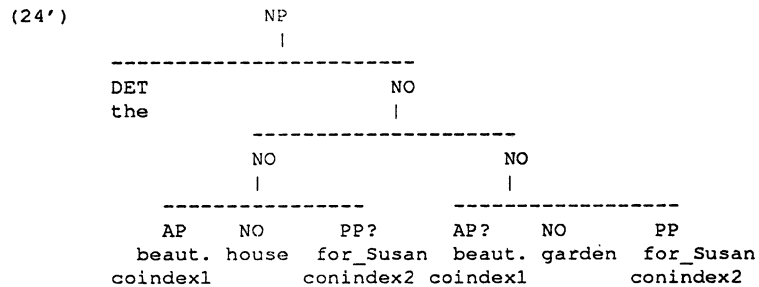 (24') NP
|
------------------------
DET NO
the |
---------------------
NO NO
| |
---------------- ------------------
AP NO PP? AP? NO PP
beaut. house for_Susan beaut. garden for_Susan
coindex1 conindex2 coindex1 conindex2